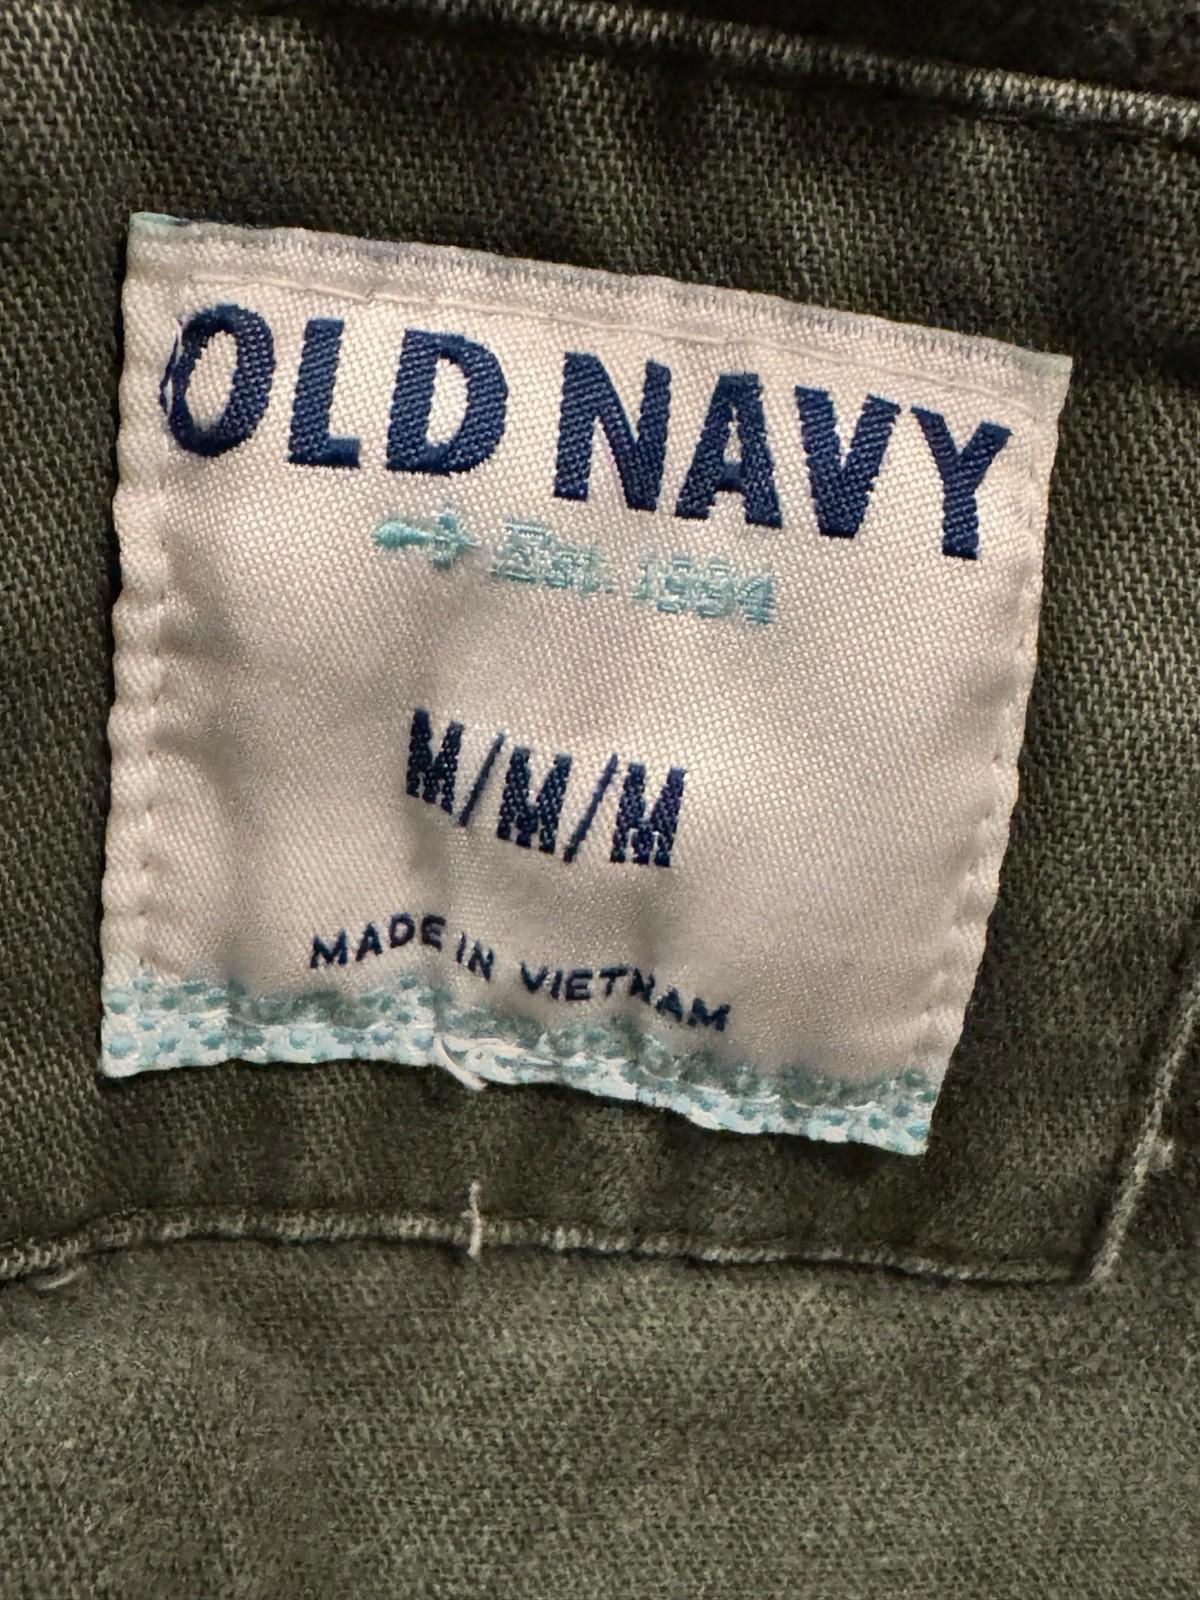 OLD NAVY
Est. 1994
M/M/M
MADE IN VIETNAM